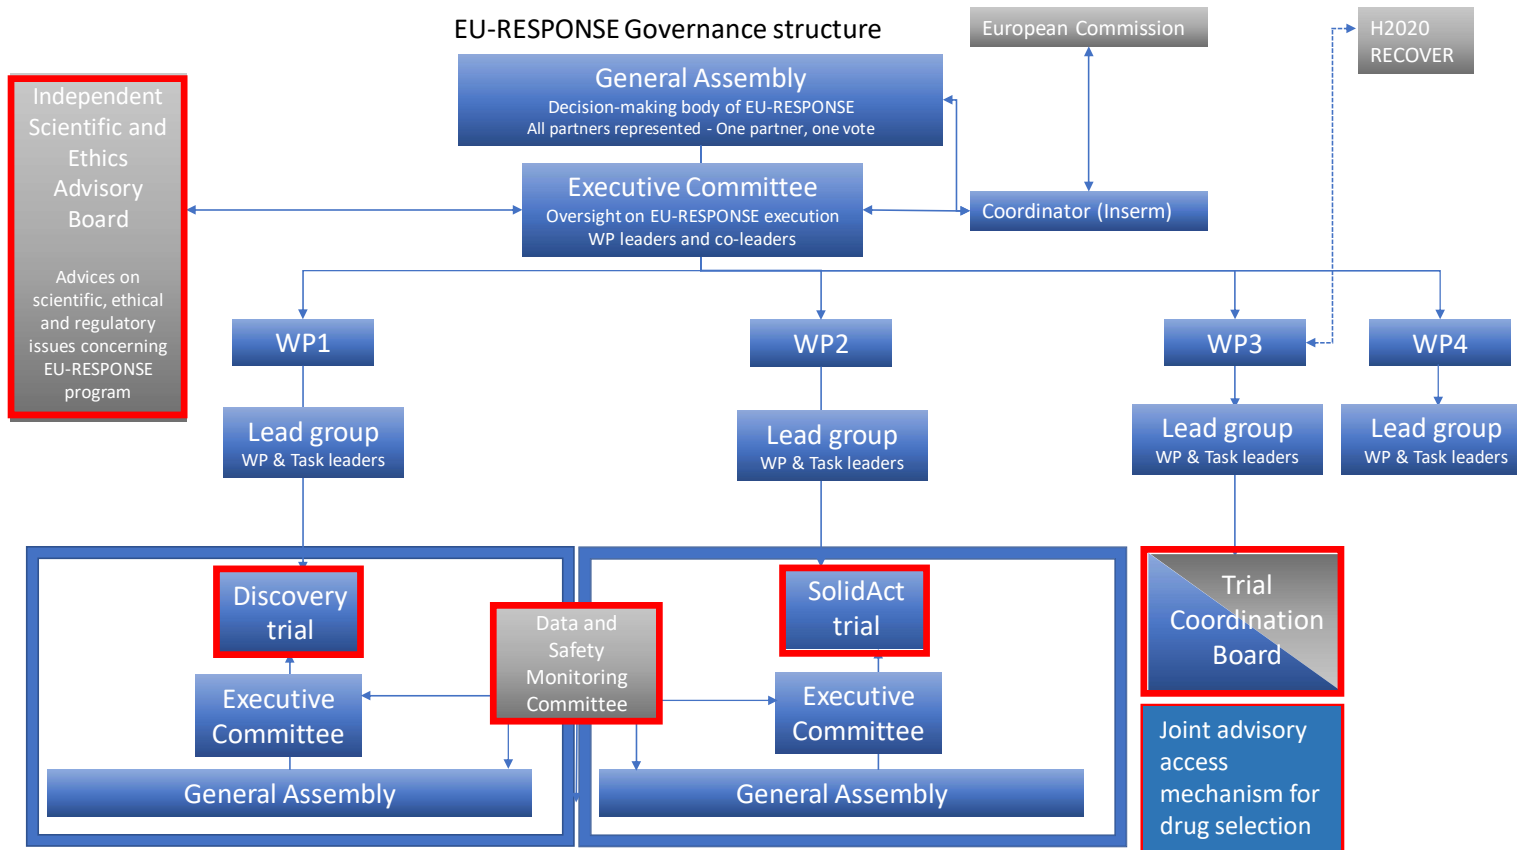 EU-RESPONSE Governance structure
European Commission
H2020
RECOVER
General Assembly
Decision-making body of EU-RESPONSE
All partners represented - One partner, one vote
Independent
Scientific and
Ethics
Advisory
Board
Advices on
scientific, ethical
and regulatory
issues concerning
EU-RESPONSE
program
Executive Committee
Oversight on EU-RESPONSE execution
WP leaders and co-leaders
Coordinator (Inserm)
WP1
WP2
WP3
WP4
Lead group
WP & Task leaders
Lead group
WP & Task leaders
Lead group
WP & Task leaders
Lead group
WP & Task leaders
Discovery
trial
Data and
Safety
Monitoring
Committee
SolidAct
trial
Trial
Coordination
Board
Executive
Committee
Executive
Committee
General Assembly
General Assembly
Joint advisory
access
mechanism for
drug selection